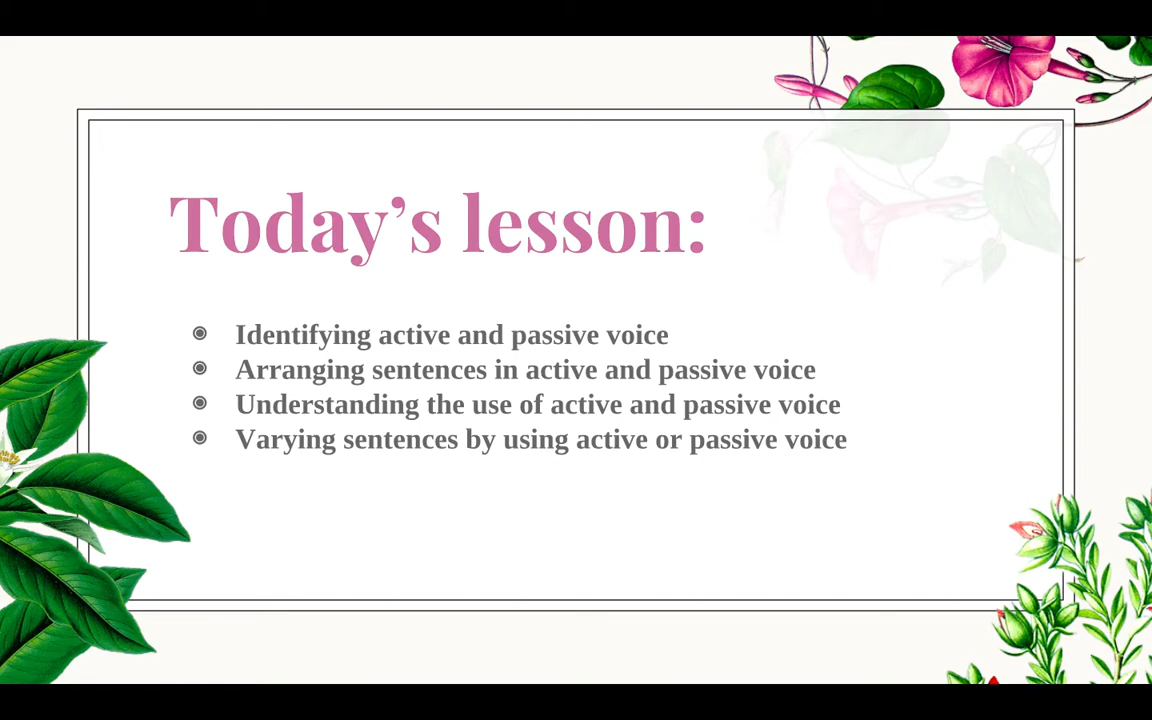 Today’s lesson:
Identifying active and passive voice
Arranging sentences in active and passive voice
Understanding the use of active and passive voice
Varying sentences by using active or passive voice